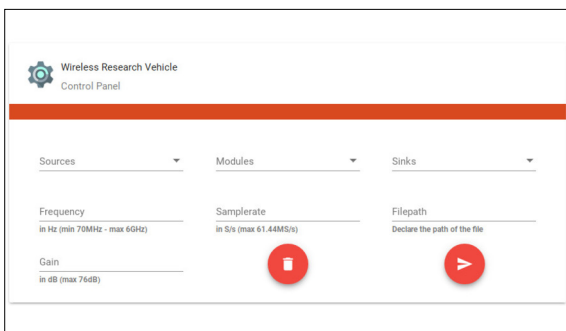 Wireless Research Vehicle
Control Panel
Sources Modules Sinks
Frequency Samplerate Filepath
in Hz (min 70MHz - max 6GHz) in S/s (max 61.44MS/s) Declare the path of the file
Gain
in dB (max 76dB)